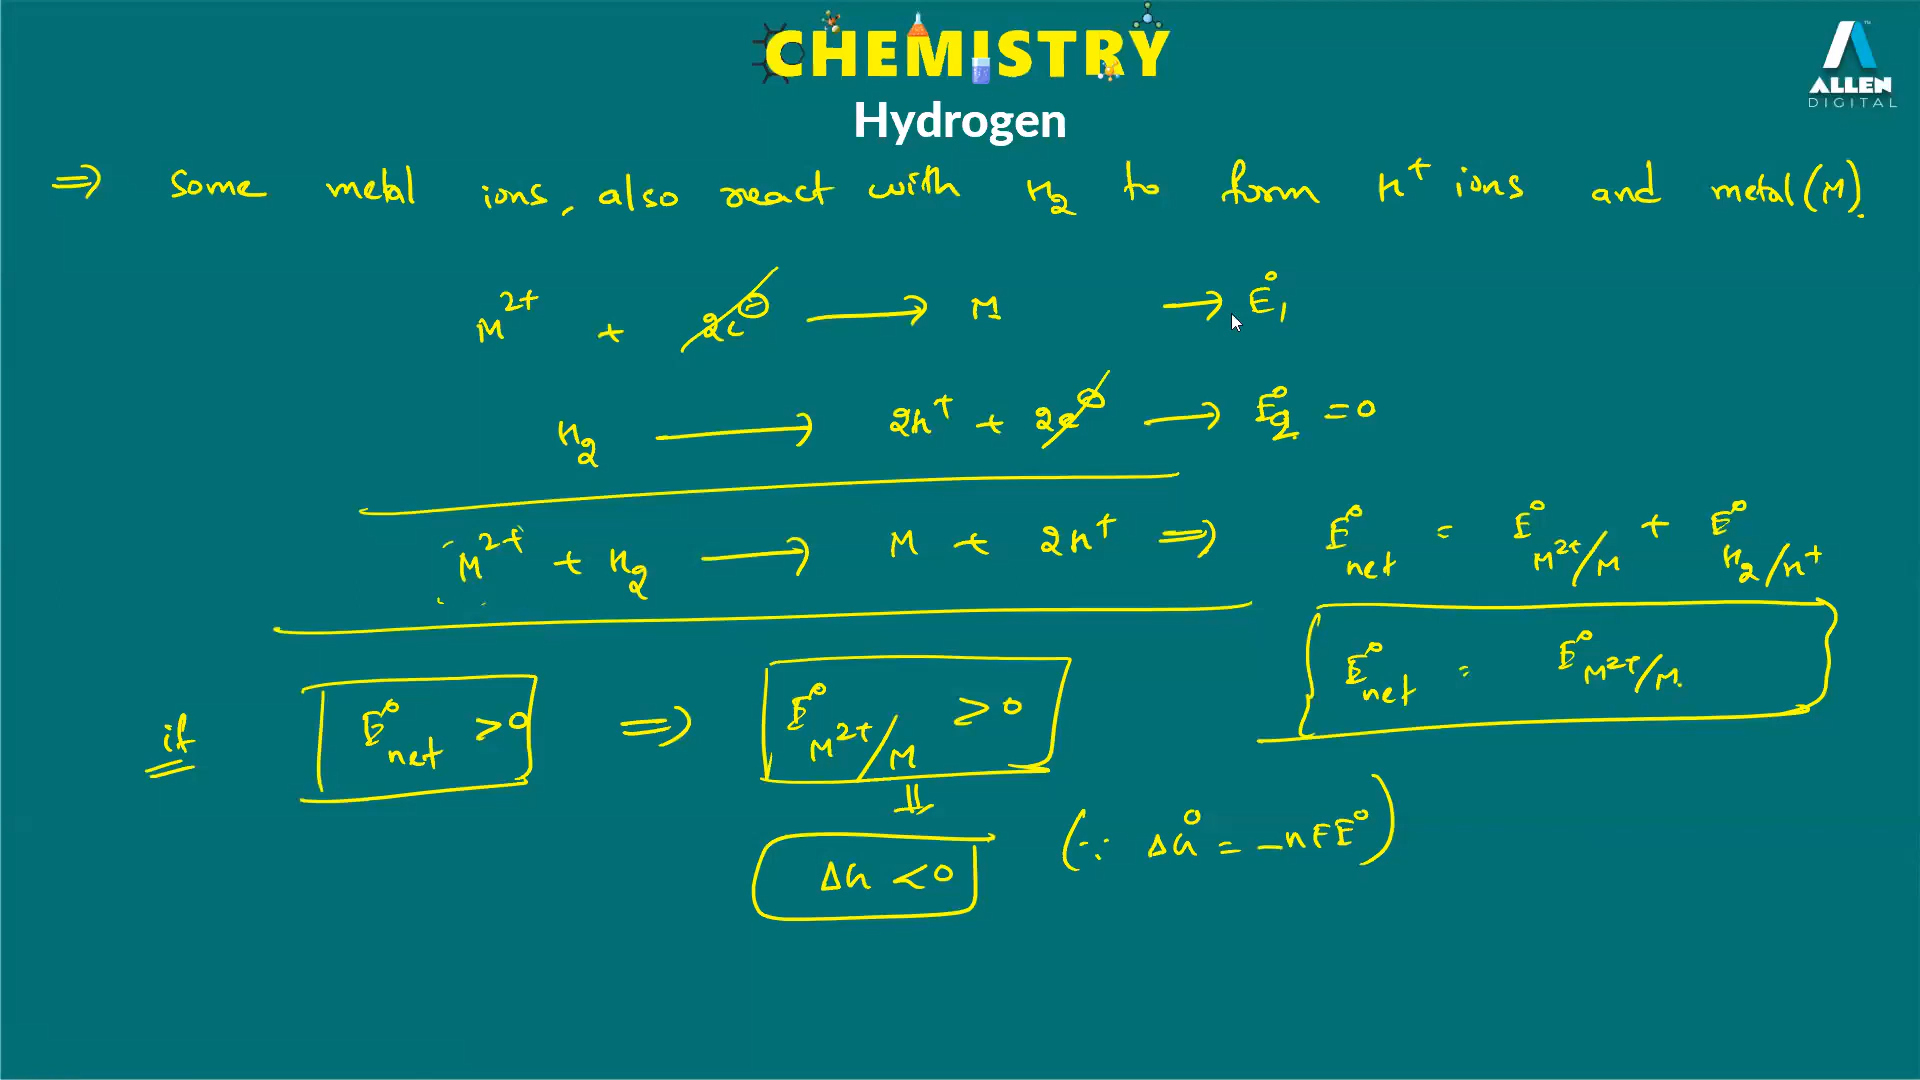 CHEMISTRY
ALLEN
DIGITAL
Hydrogen
⇒ Some metal ions, also react with H₂ to form H⁺ ions and metal(M).
M²⁺ + 2e⊖ ⟶ M → E°₁
H₂ ⟶ 2H⁺ + 2e⊖ → E°₂ = 0
M²⁺ + H₂ ⟶ M + 2H⁺ ⇒ E°net = E°M²⁺/M + E°H₂/H⁺
E°net = E°M²⁺/M.
if E°net >0 ⇒ E°M²⁺/M > 0
ΔG < 0 (∵ ΔG° = –nFE°)